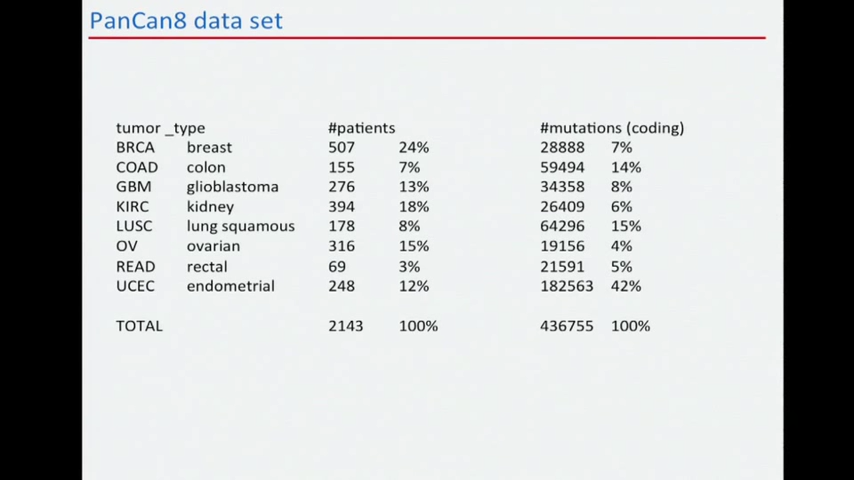 PanCan8 data set
tumor _type #patients #mutations (coding)
BRCA breast 507 24% 28888 7%
COAD colon 155 7% 59494 14%
GBM glioblastoma 276 13% 34358 8%
KIRC kidney 394 18% 26409 6%
LUSC lung squamous 178 8% 64296 15%
OV ovarian 316 15% 19156 4%
READ rectal 69 3% 21591 5%
UCEC endometrial 248 12% 182563 42%
TOTAL 2143 100% 436755 100%